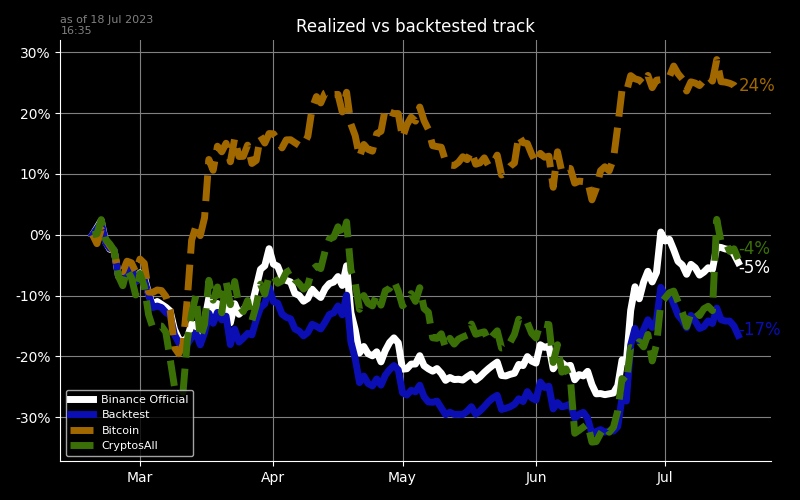 as of 18 Jul 2023
16:35
Realized vs backtested track
30%
20%
10%
0%
-10%
-20%
-30%
24%
-4%
-5%
-17%
Binance Official
Backtest
Bitcoin
CryptosAll
Mar
Apr
May
Jun
Jul